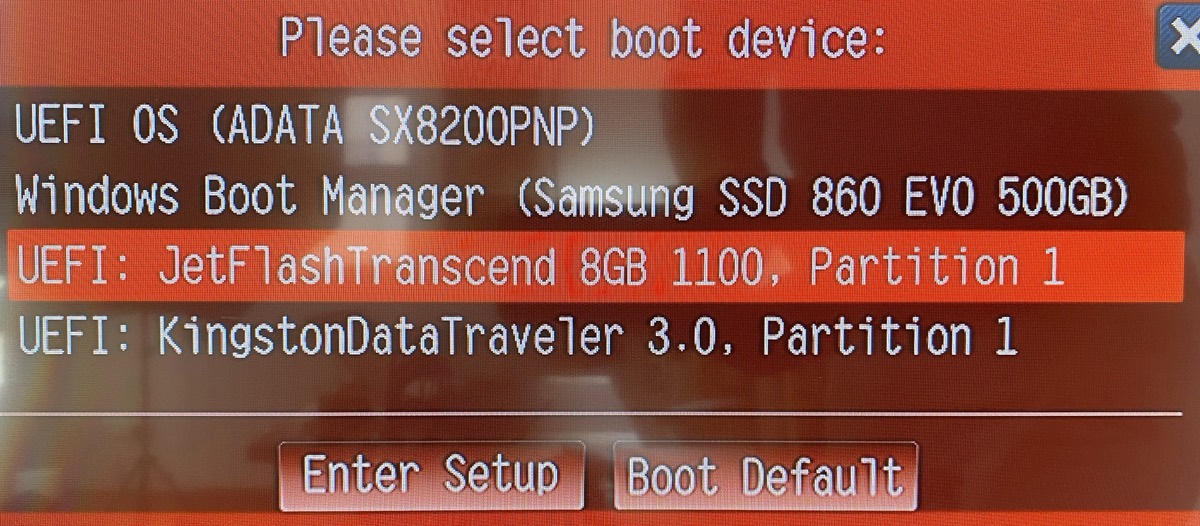 Please select boot device:
UEFI OS (ADATA SX8200PNP)
Windows Boot Manager (Samsung SSD 860 EVO 500GB)
UEFI: JetFlashTranscend 8GB 1100, Partition 1
UEFI: KingstonDataTraveler 3.0, Partition 1
Enter Setup Boot Default